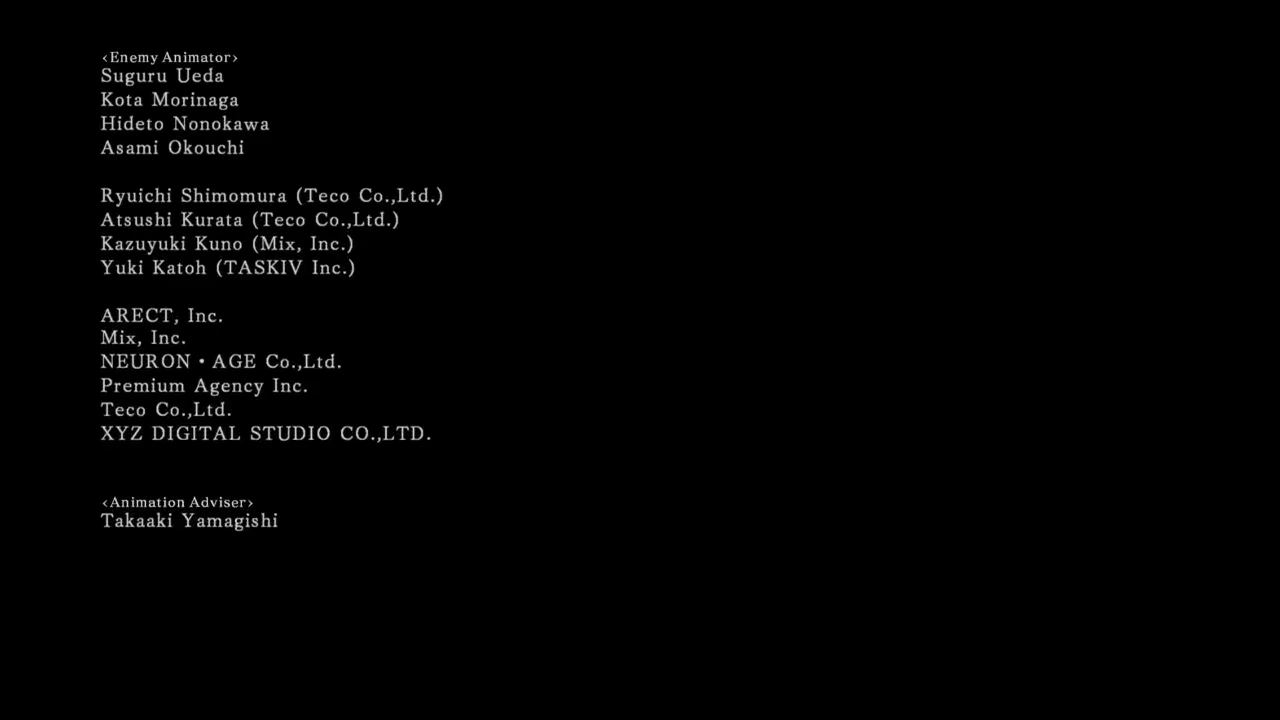 ‹Enemy Animator›
Suguru Ueda
Kota Morinaga
Hideto Nonokawa
Asami Okouchi
Ryuichi Shimomura (Teco Co.,Ltd.)
Atsushi Kurata (Teco Co.,Ltd.)
Kazuyuki Kuno (Mix, Inc.)
Yuki Katoh (TASKIV Inc.)
ARECT, Inc.
Mix, Inc.
NEURON・AGE Co.,Ltd.
Premium Agency Inc.
Teco Co.,Ltd.
XYZ DIGITAL STUDIO CO.,LTD.
‹Animation Adviser›
Takaaki Yamagishi